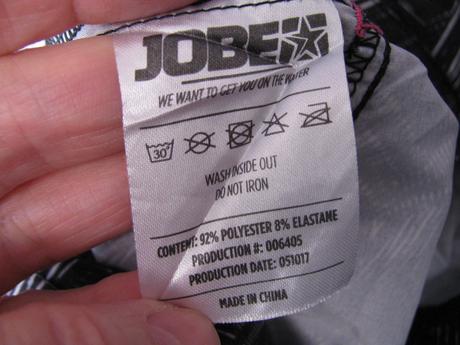 JOBE
WE WANT TO GET YOU ON THE WATER
30°
WASH INSIDE OUT
DO NOT IRON
CONTENT: 92% POLYESTER 8% ELASTANE
PRODUCTION #: 006405
PRODUCTION DATE: 051017
MADE IN CHINA